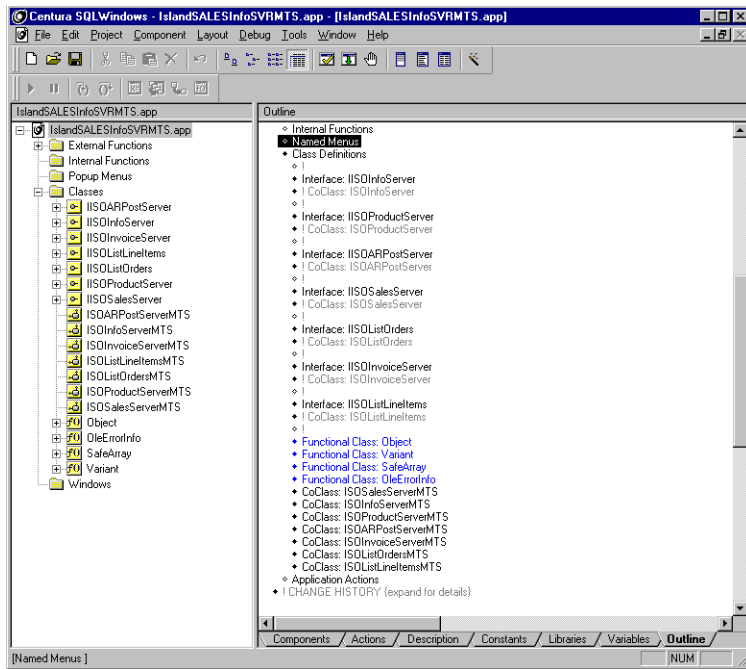 Centura SQLWindows - IslandSALESInfoSVRMTS.app - [IslandSALESInfoSVRMTS.app]
File Edit Project Component Layout Debug Tools Window Help
IslandSALESInfoSVRMTS.app
IslandSALESInfoSVRMTS.app
External Functions
Internal Functions
Popup Menus
Classes
IISOARPostServer
IISOInfoServer
IISOInvoiceServer
IISOListLineItems
IISOListOrders
IISOProductServer
IISOSalesServer
ISOARPostServerMTS
ISOInfoServerMTS
ISOInvoiceServerMTS
ISOListLineItemsMTS
ISOListOrdersMTS
ISOProductServerMTS
ISOSalesServerMTS
f() Object
f() OleErrorInfo
f() SafeArray
f() Variant
Windows
Outline
Internal Functions
Named Menus
Class Definitions
!
Interface: IISOInfoServer
! CoClass: ISOInfoServer
!
Interface: IISOProductServer
! CoClass: ISOProductServer
!
Interface: IISOARPostServer
! CoClass: ISOARPostServer
!
Interface: IISOSalesServer
! CoClass: ISOSalesServer
!
Interface: IISOListOrders
! CoClass: ISOListOrders
!
Interface: IISOInvoiceServer
! CoClass: ISOInvoiceServer
!
Interface: IISOListLineItems
! CoClass: ISOListLineItems
!
Functional Class: Object
Functional Class: Variant
Functional Class: SafeArray
Functional Class: OleErrorInfo
CoClass: ISOSalesServerMTS
CoClass: ISOInfoServerMTS
CoClass: ISOProductServerMTS
CoClass: ISOARPostServerMTS
CoClass: ISOInvoiceServerMTS
CoClass: ISOListOrdersMTS
CoClass: ISOListLineItemsMTS
Application Actions
! CHANGE HISTORY {expand for details}
Components Actions Description Constants Libraries Variables Outline
[Named Menus ] NUM